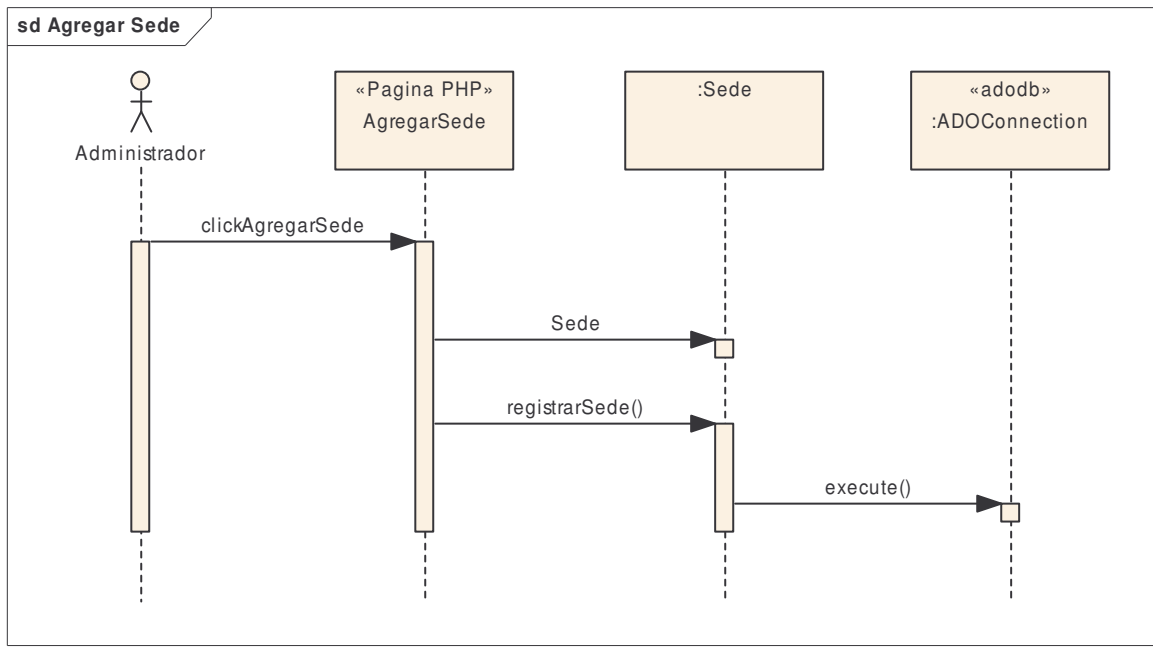 sd Agregar Sede
Administrador
«Pagina PHP»
AgregarSede
:Sede
«adodb»
:ADOConnection
clickAgregarSede
Sede
registrarSede()
execute()